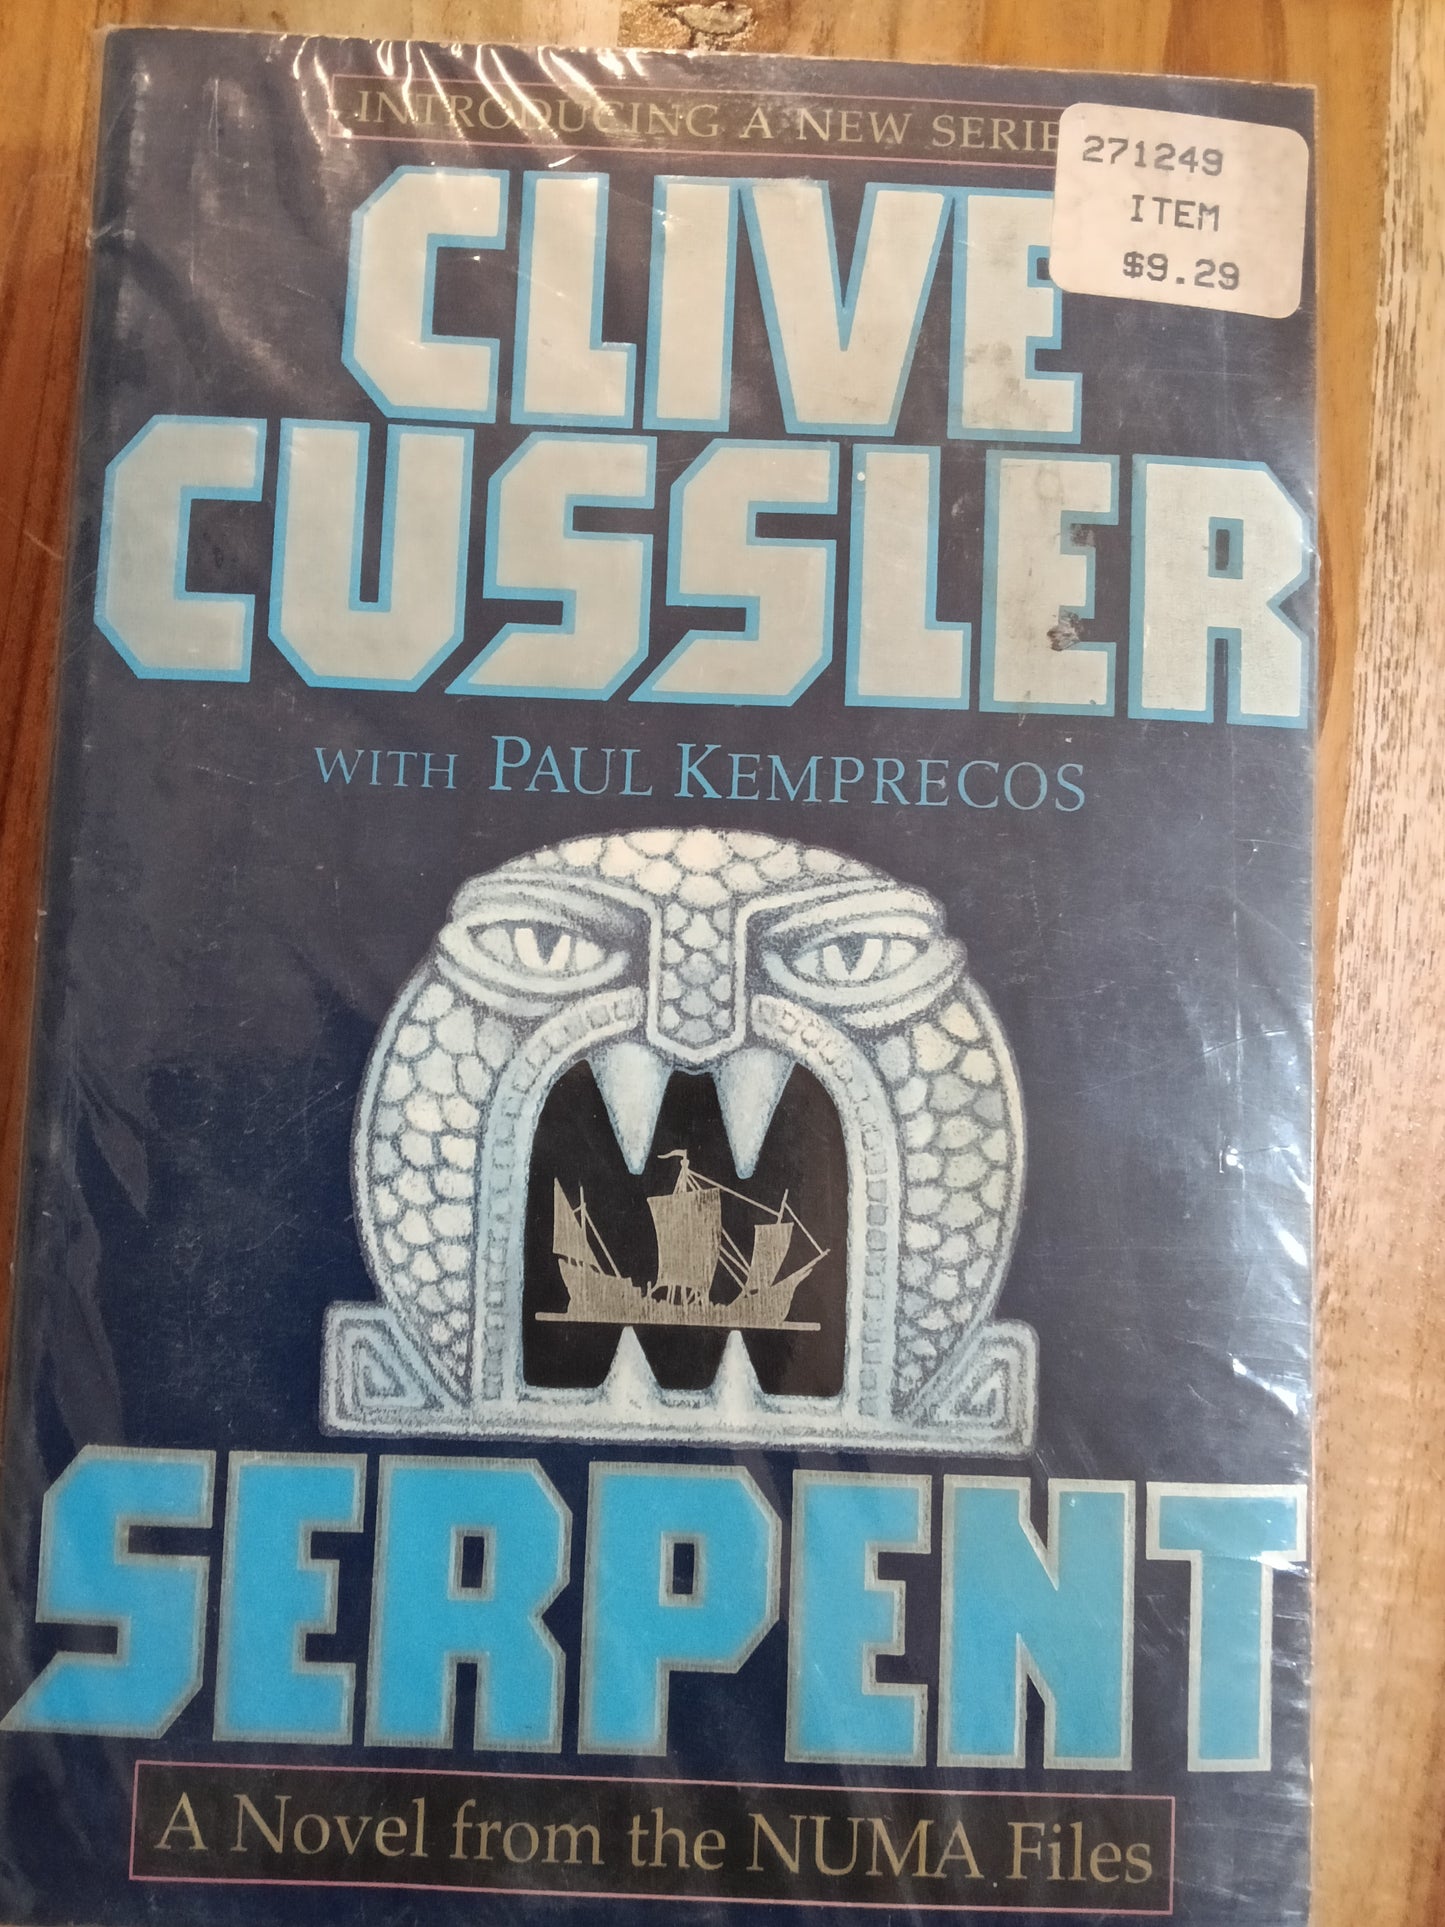 INTRODUCING A NEW SERIE
271249
ITEM
$9.29
CLIVE
CUSSLER
WITH PAUL KEMPRECOS
SERPENT
A Novel from the NUMA Files